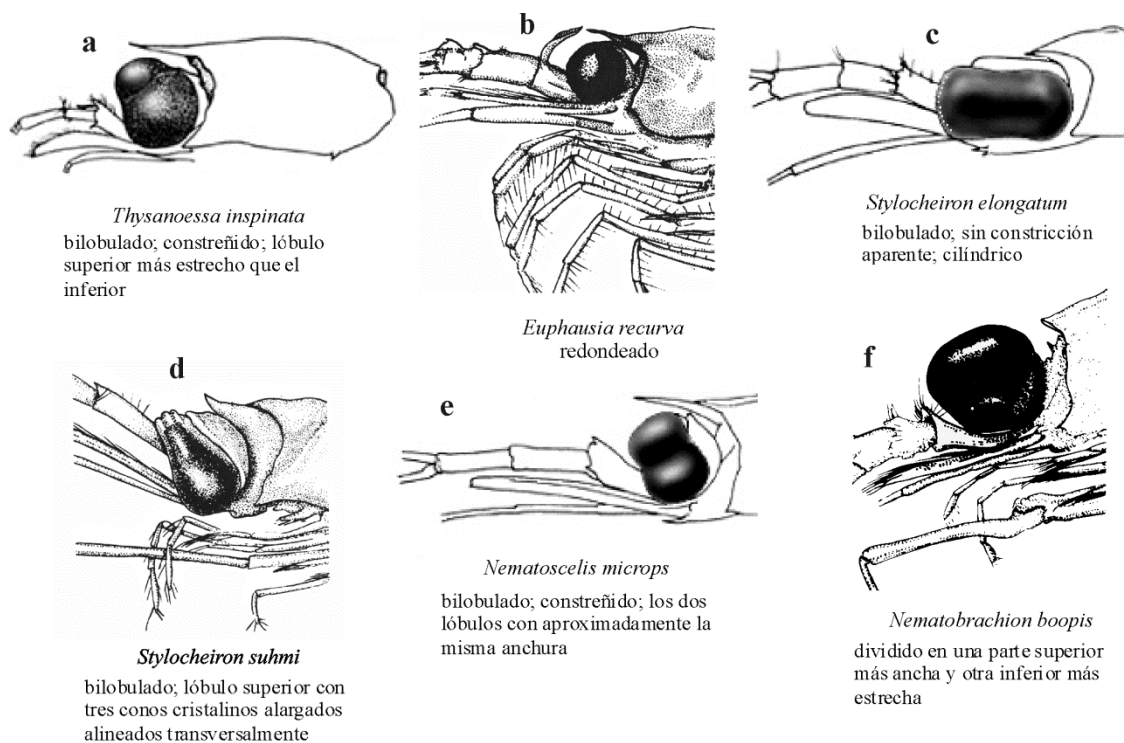 a
Thysanoessa inspinata
bilobulado; constreñido; lóbulo
superior más estrecho que el
inferior
b
Euphausia recurva
redondeado
c
Stylocheiron elongatum
bilobulado; sin constricción
aparente; cilíndrico
d
Stylocheiron suhmi
bilobulado; lóbulo superior con
tres conos cristalinos alargados
alineados transversalmente
e
Nematoscelis microps
bilobulado; constreñido; los dos
lóbulos con aproximadamente la
misma anchura
f
Nematobrachion boopis
dividido en una parte superior
más ancha y otra inferior más
estrecha